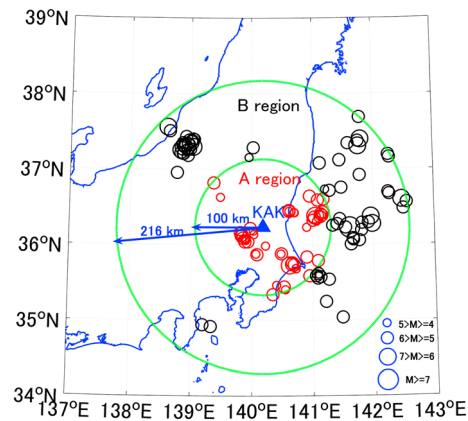 39°N
38°N
B region
37°N
A region
100 km
KAK
216 km
36°N
35°N
5>M>=4
6>M>=5
7>M>=6
M>=7
34°N
137°E
138°E
139°E
140°E
141°E
142°E
143°E